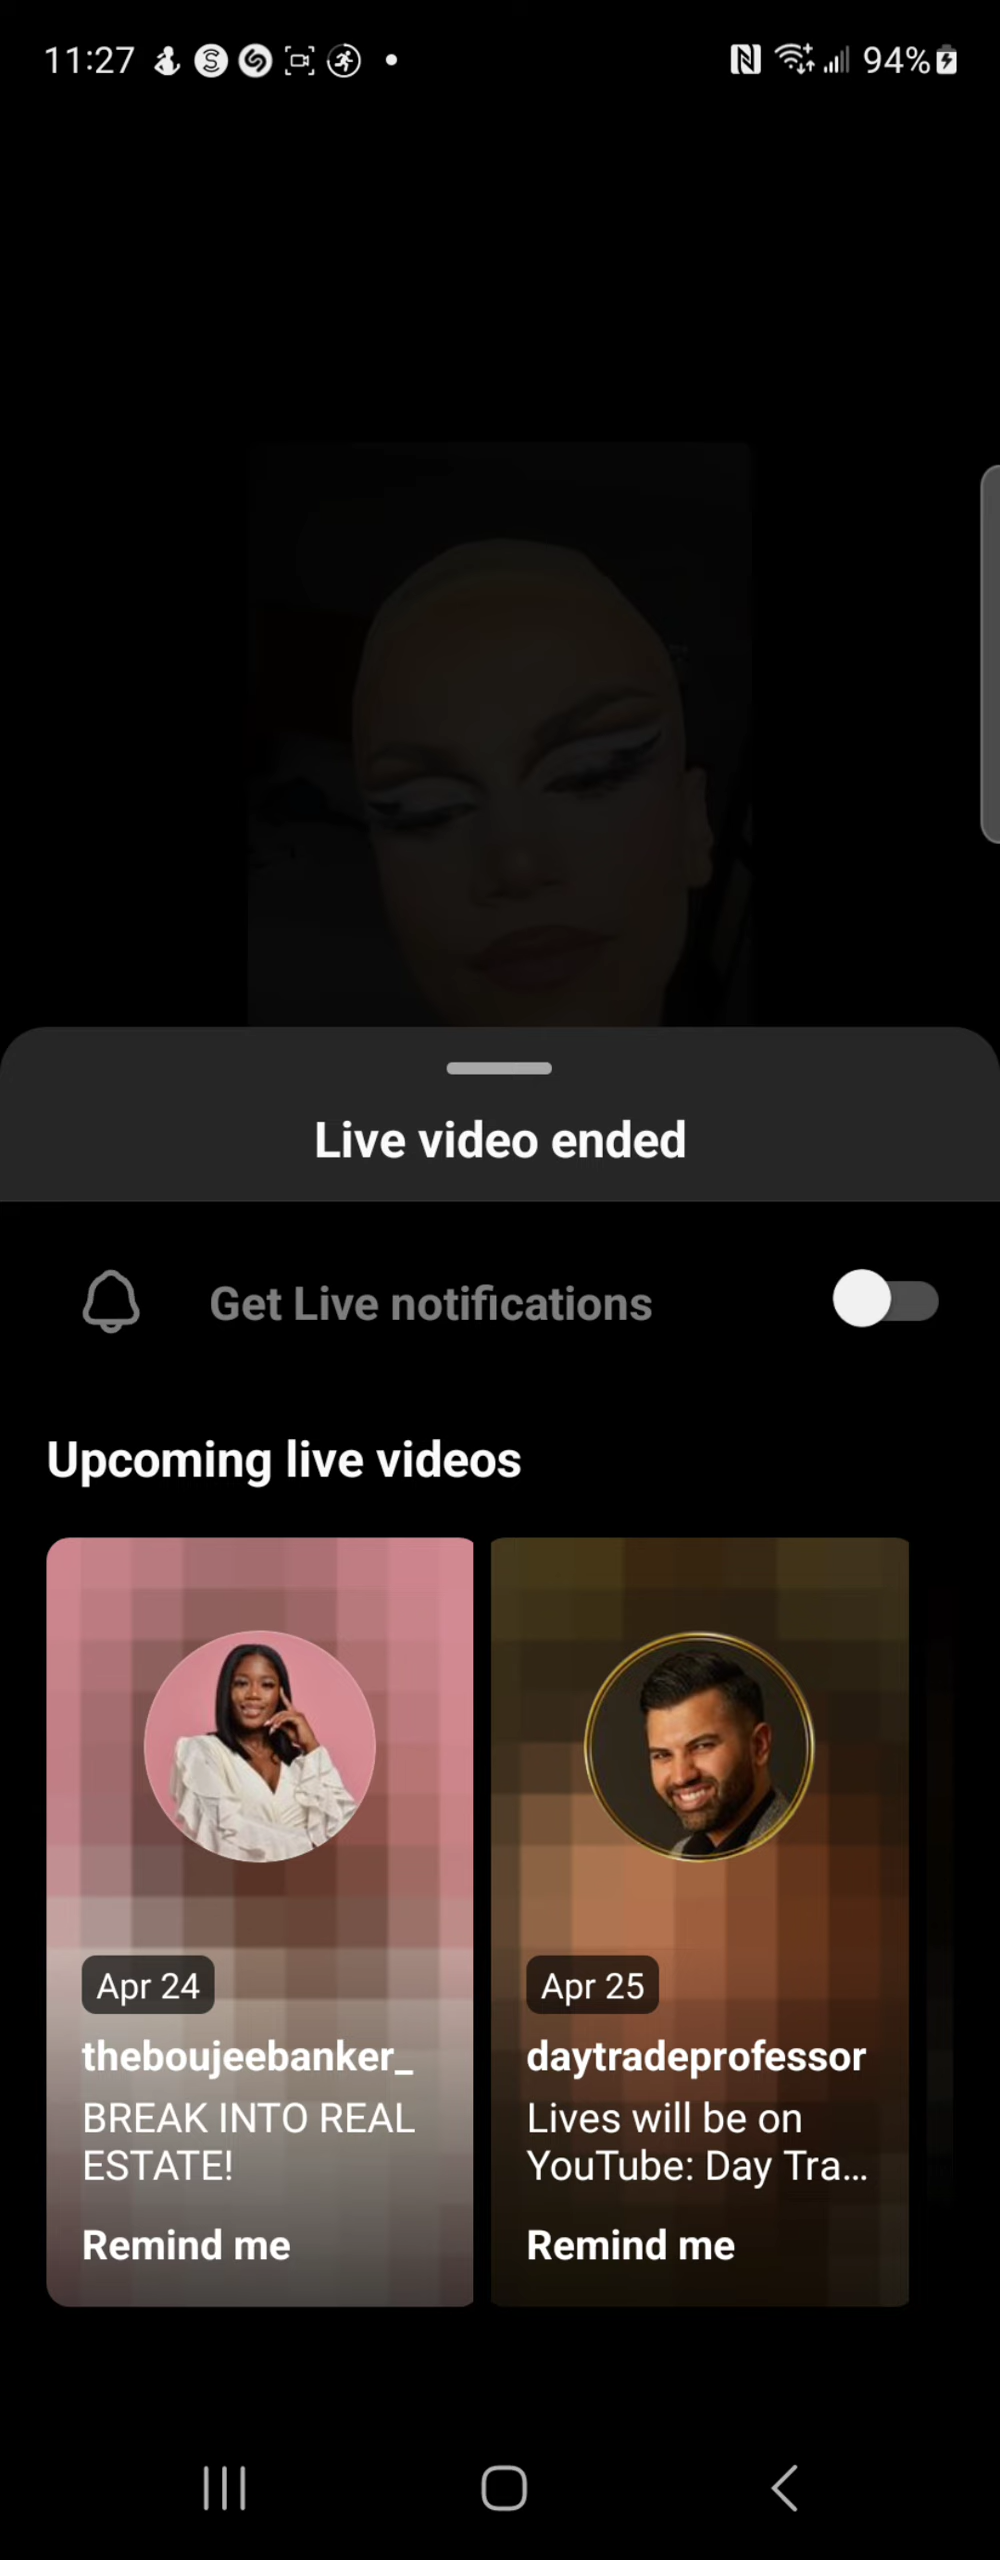 11:27
94%
Live video ended
Get Live notifications
Upcoming live videos
Apr 24
theboujeebanker_
BREAK INTO REAL
ESTATE!
Remind me
Apr 25
daytradeprofessor
Lives will be on
YouTube: Day Tra...
Remind me